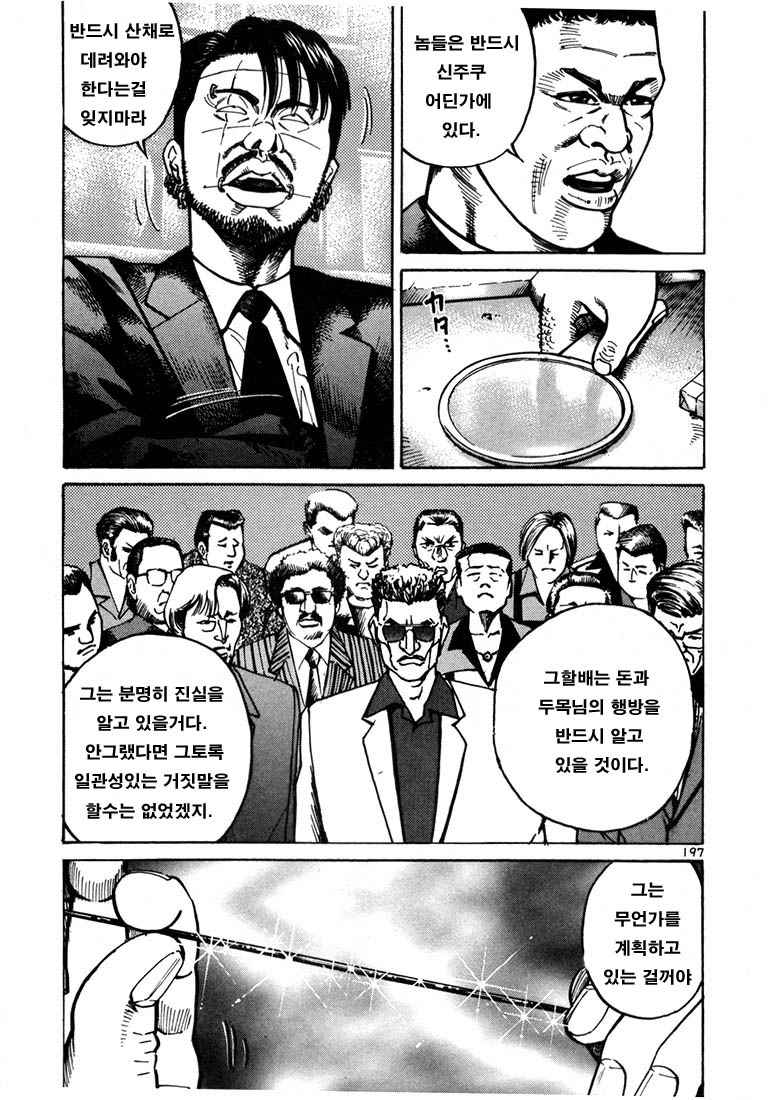 놈들은 반드시
신주쿠
어딘가에
있다.
반드시 산채로
데려와야
한다는걸
잊지마라
カタ…
그할배는 돈과
두목님의 행방을
반드시 알고
있을 것이다.
그는 분명히 진실을
알고 있을거다.
안그랬다면 그토록
일관성있는 거짓말을
할수는 없었겠지.
197
그는
무언가를
계획하고
있는 걸꺼야